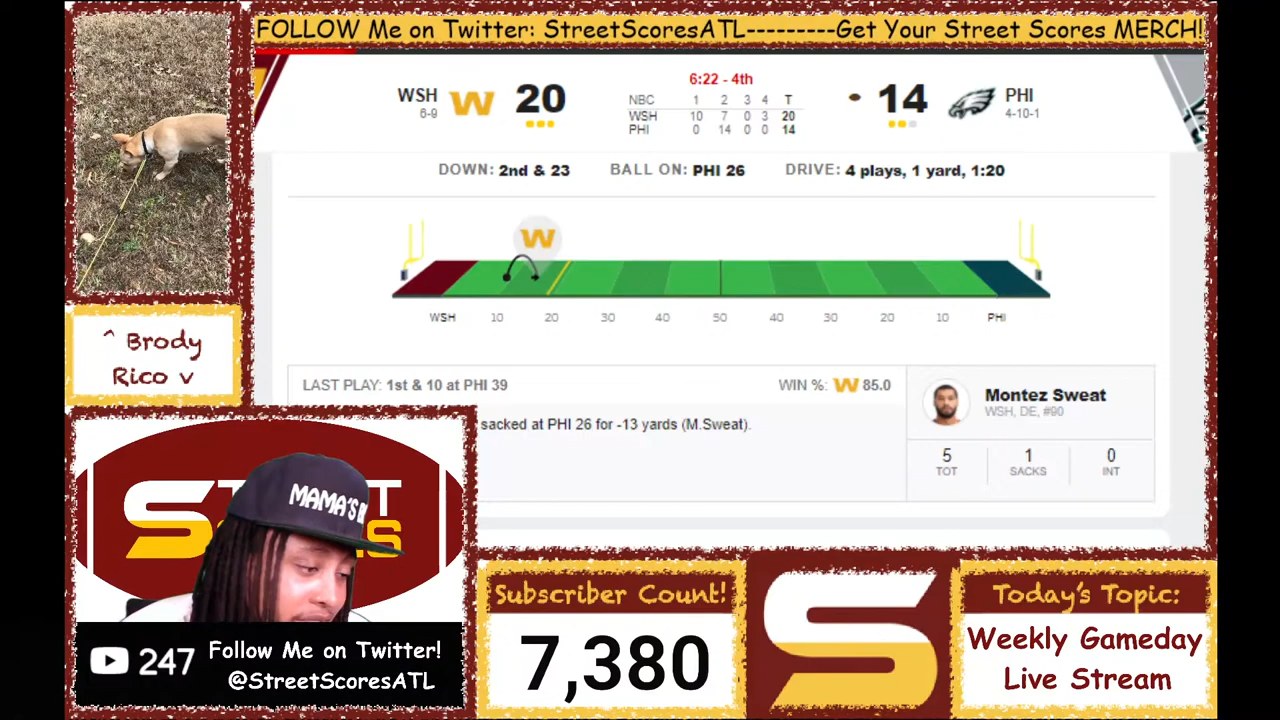 FOLLOW Me on Twitter: StreetScoresATL---------Get Your Street Scores MERCH!
WSH
6-9
W
20
6:22 - 4th
NBC 1 2 3 4 T
WSH 10 7 0 3 20
PHI 0 14 0 0 14
14
PHI
4-10-1
DOWN: 2nd & 23
BALL ON: PHI 26
DRIVE: 4 plays, 1 yard, 1:20
W
WSH 10 20 30 40 50 40 30 20 10 PHI
^ Brody
Rico v
LAST PLAY: 1st & 10 at PHI 39
WIN %: W 85.0
sacked at PHI 26 for -13 yards (M.Sweat).
Montez Sweat
WSH, DE, #90
5 1 0
TOT SACKS INT
MAMA'S
247
Follow Me on Twitter!
@StreetScoresATL
Subscriber Count!
7,380
S
Today's Topic:
Weekly Gameday
Live Stream